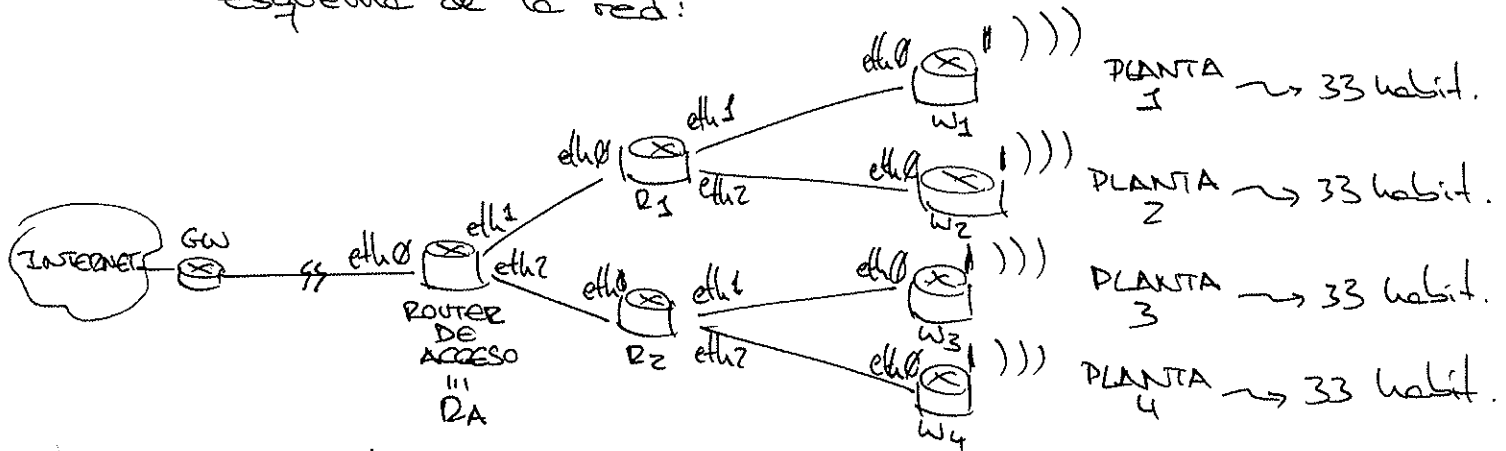 esquema de la red:
eth0
PLANTA 1 ~> 33 habit.
W1
eth1
eth0
R1
eth2
eth0
PLANTA 2 ~> 33 habit.
W2
INTERNET
GW
eth0
eth1
eth2
ROUTER
DE
ACCESO
RA
eth0
R2
eth1
eth2
eth0
PLANTA 3 ~> 33 habit.
W3
eth0
PLANTA 4 ~> 33 habit.
W4